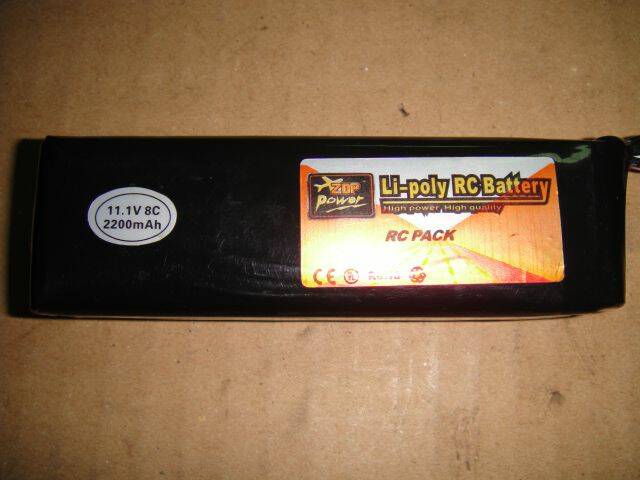 11.1V 8C
2200mAh
ZOP
power
Li-poly RC Battery
High power, High quality
RC PACK
CE